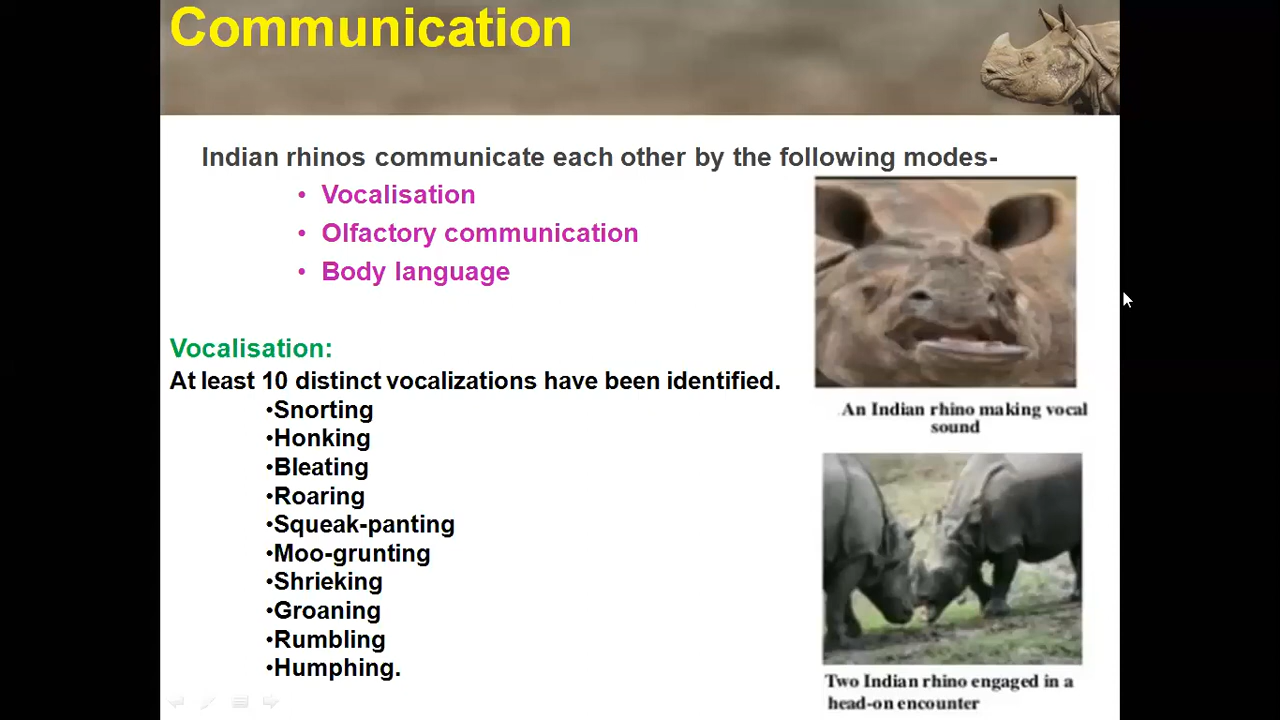 Communication
Indian rhinos communicate each other by the following modes-
• Vocalisation
• Olfactory communication
• Body language
Vocalisation:
At least 10 distinct vocalizations have been identified.
•Snorting
•Honking
•Bleating
•Roaring
•Squeak-panting
•Moo-grunting
•Shrieking
•Groaning
•Rumbling
•Humphing.
An Indian rhino making vocal
sound
Two Indian rhino engaged in a
head-on encounter